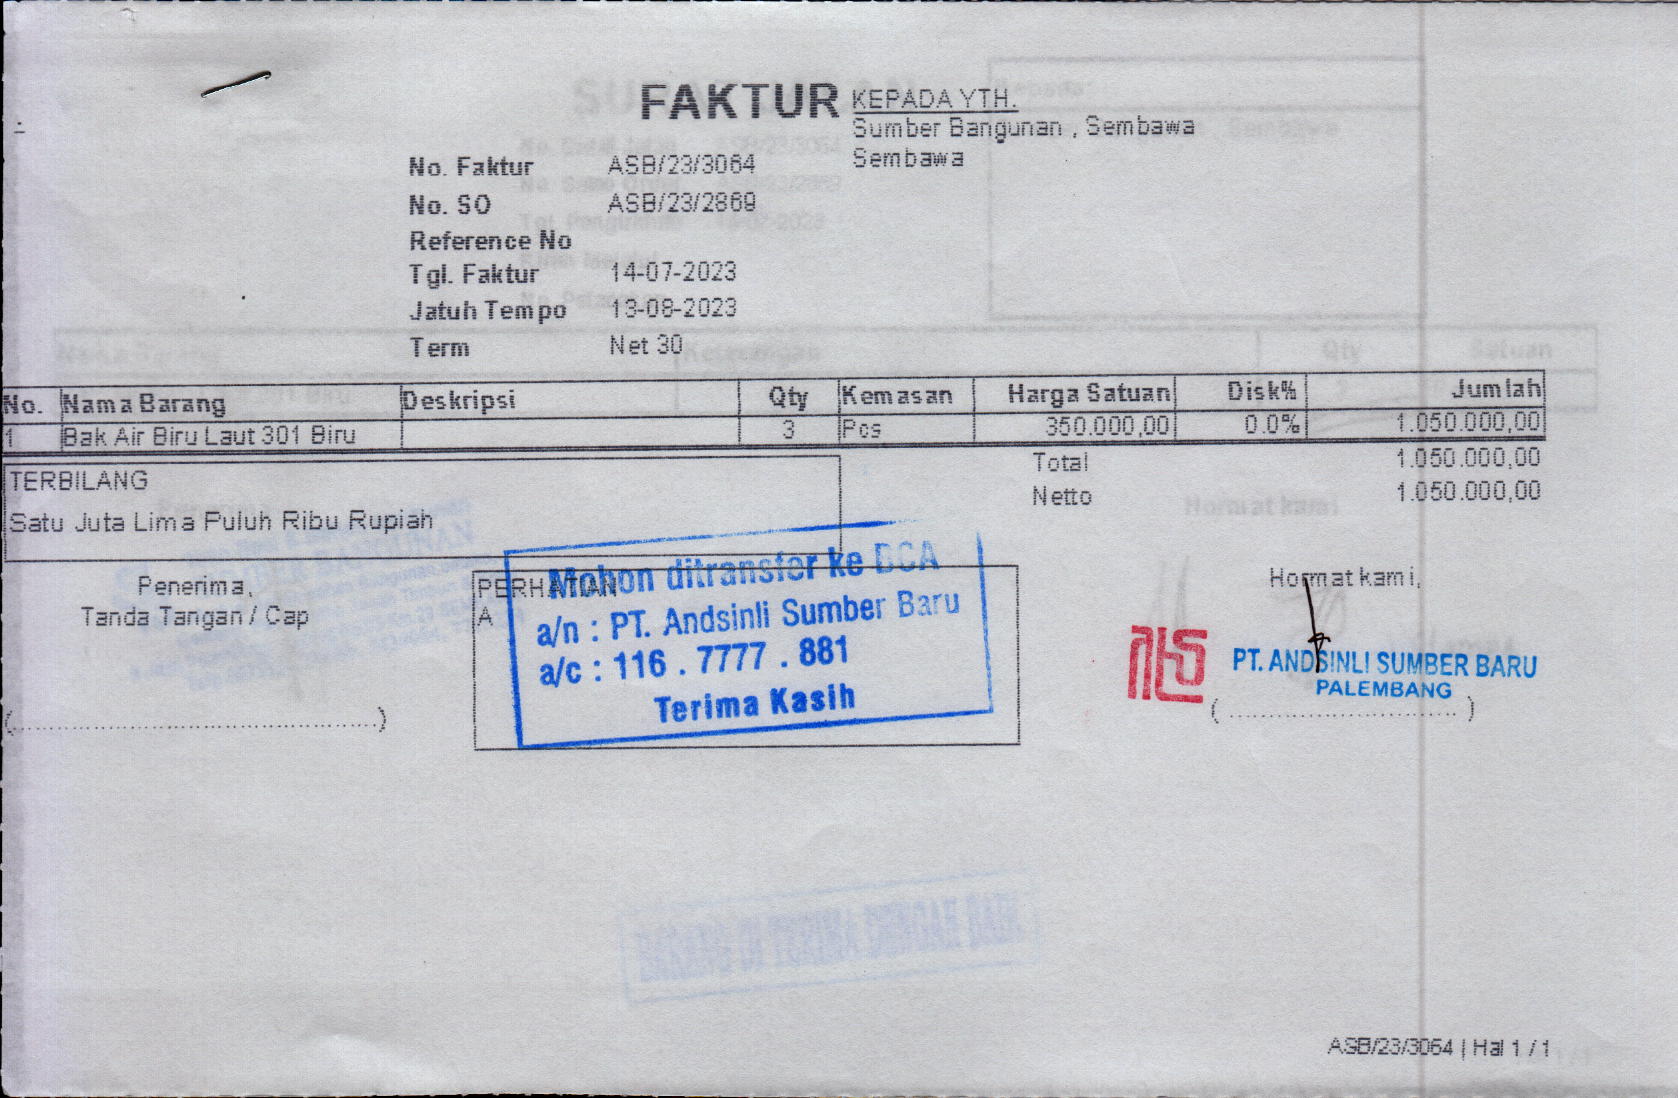 FAKTUR
KEPADA YTH.
Sumber Bangunan , Sembawa
Sembawa
No. Faktur ASB/23/3064
No. SO ASB/23/2869
Reference No
Tgl. Faktur 14-07-2023
Jatuh Tempo 13-08-2023
Term Net 30
No. Nama Barang Deskripsi Qty Kemasan Harga Satuan Disk% Jumlah
1 Bak Air Biru Laut 301 Biru 3 Pcs 350.000,00 0.0% 1.050.000,00
Total 1.050.000,00
Netto 1.050.000,00
TERBILANG
Satu Juta Lima Puluh Ribu Rupiah
Penerima,
Tanda Tangan / Cap
(....................................................)
PERHATIAN
A
Mohon ditransfer ke BCA
a/n : PT. Andsinli Sumber Baru
a/c : 116 . 7777 . 881
Terima Kasih
Hormat kami,
PT. ANDSINLI SUMBER BARU
PALEMBANG
( ................................ )
BARANG DI TERIMA DENGAN BAIK
ASB/23/3064 | Hal 1 / 1